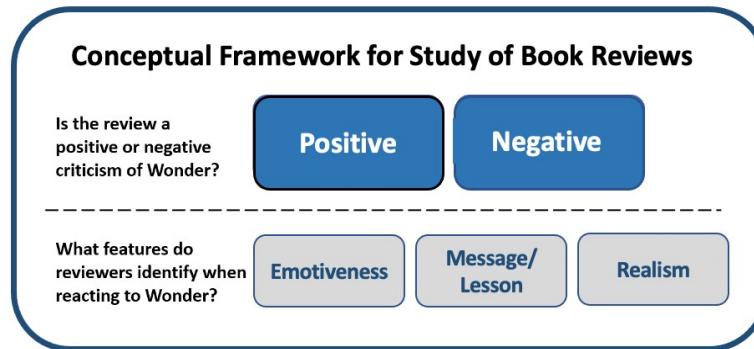 Conceptual Framework for Study of Book Reviews
Is the review a
positive or negative
criticism of Wonder?
Positive
Negative
What features do
reviewers identify when
reacting to Wonder?
Emotiveness
Message/
Lesson
Realism